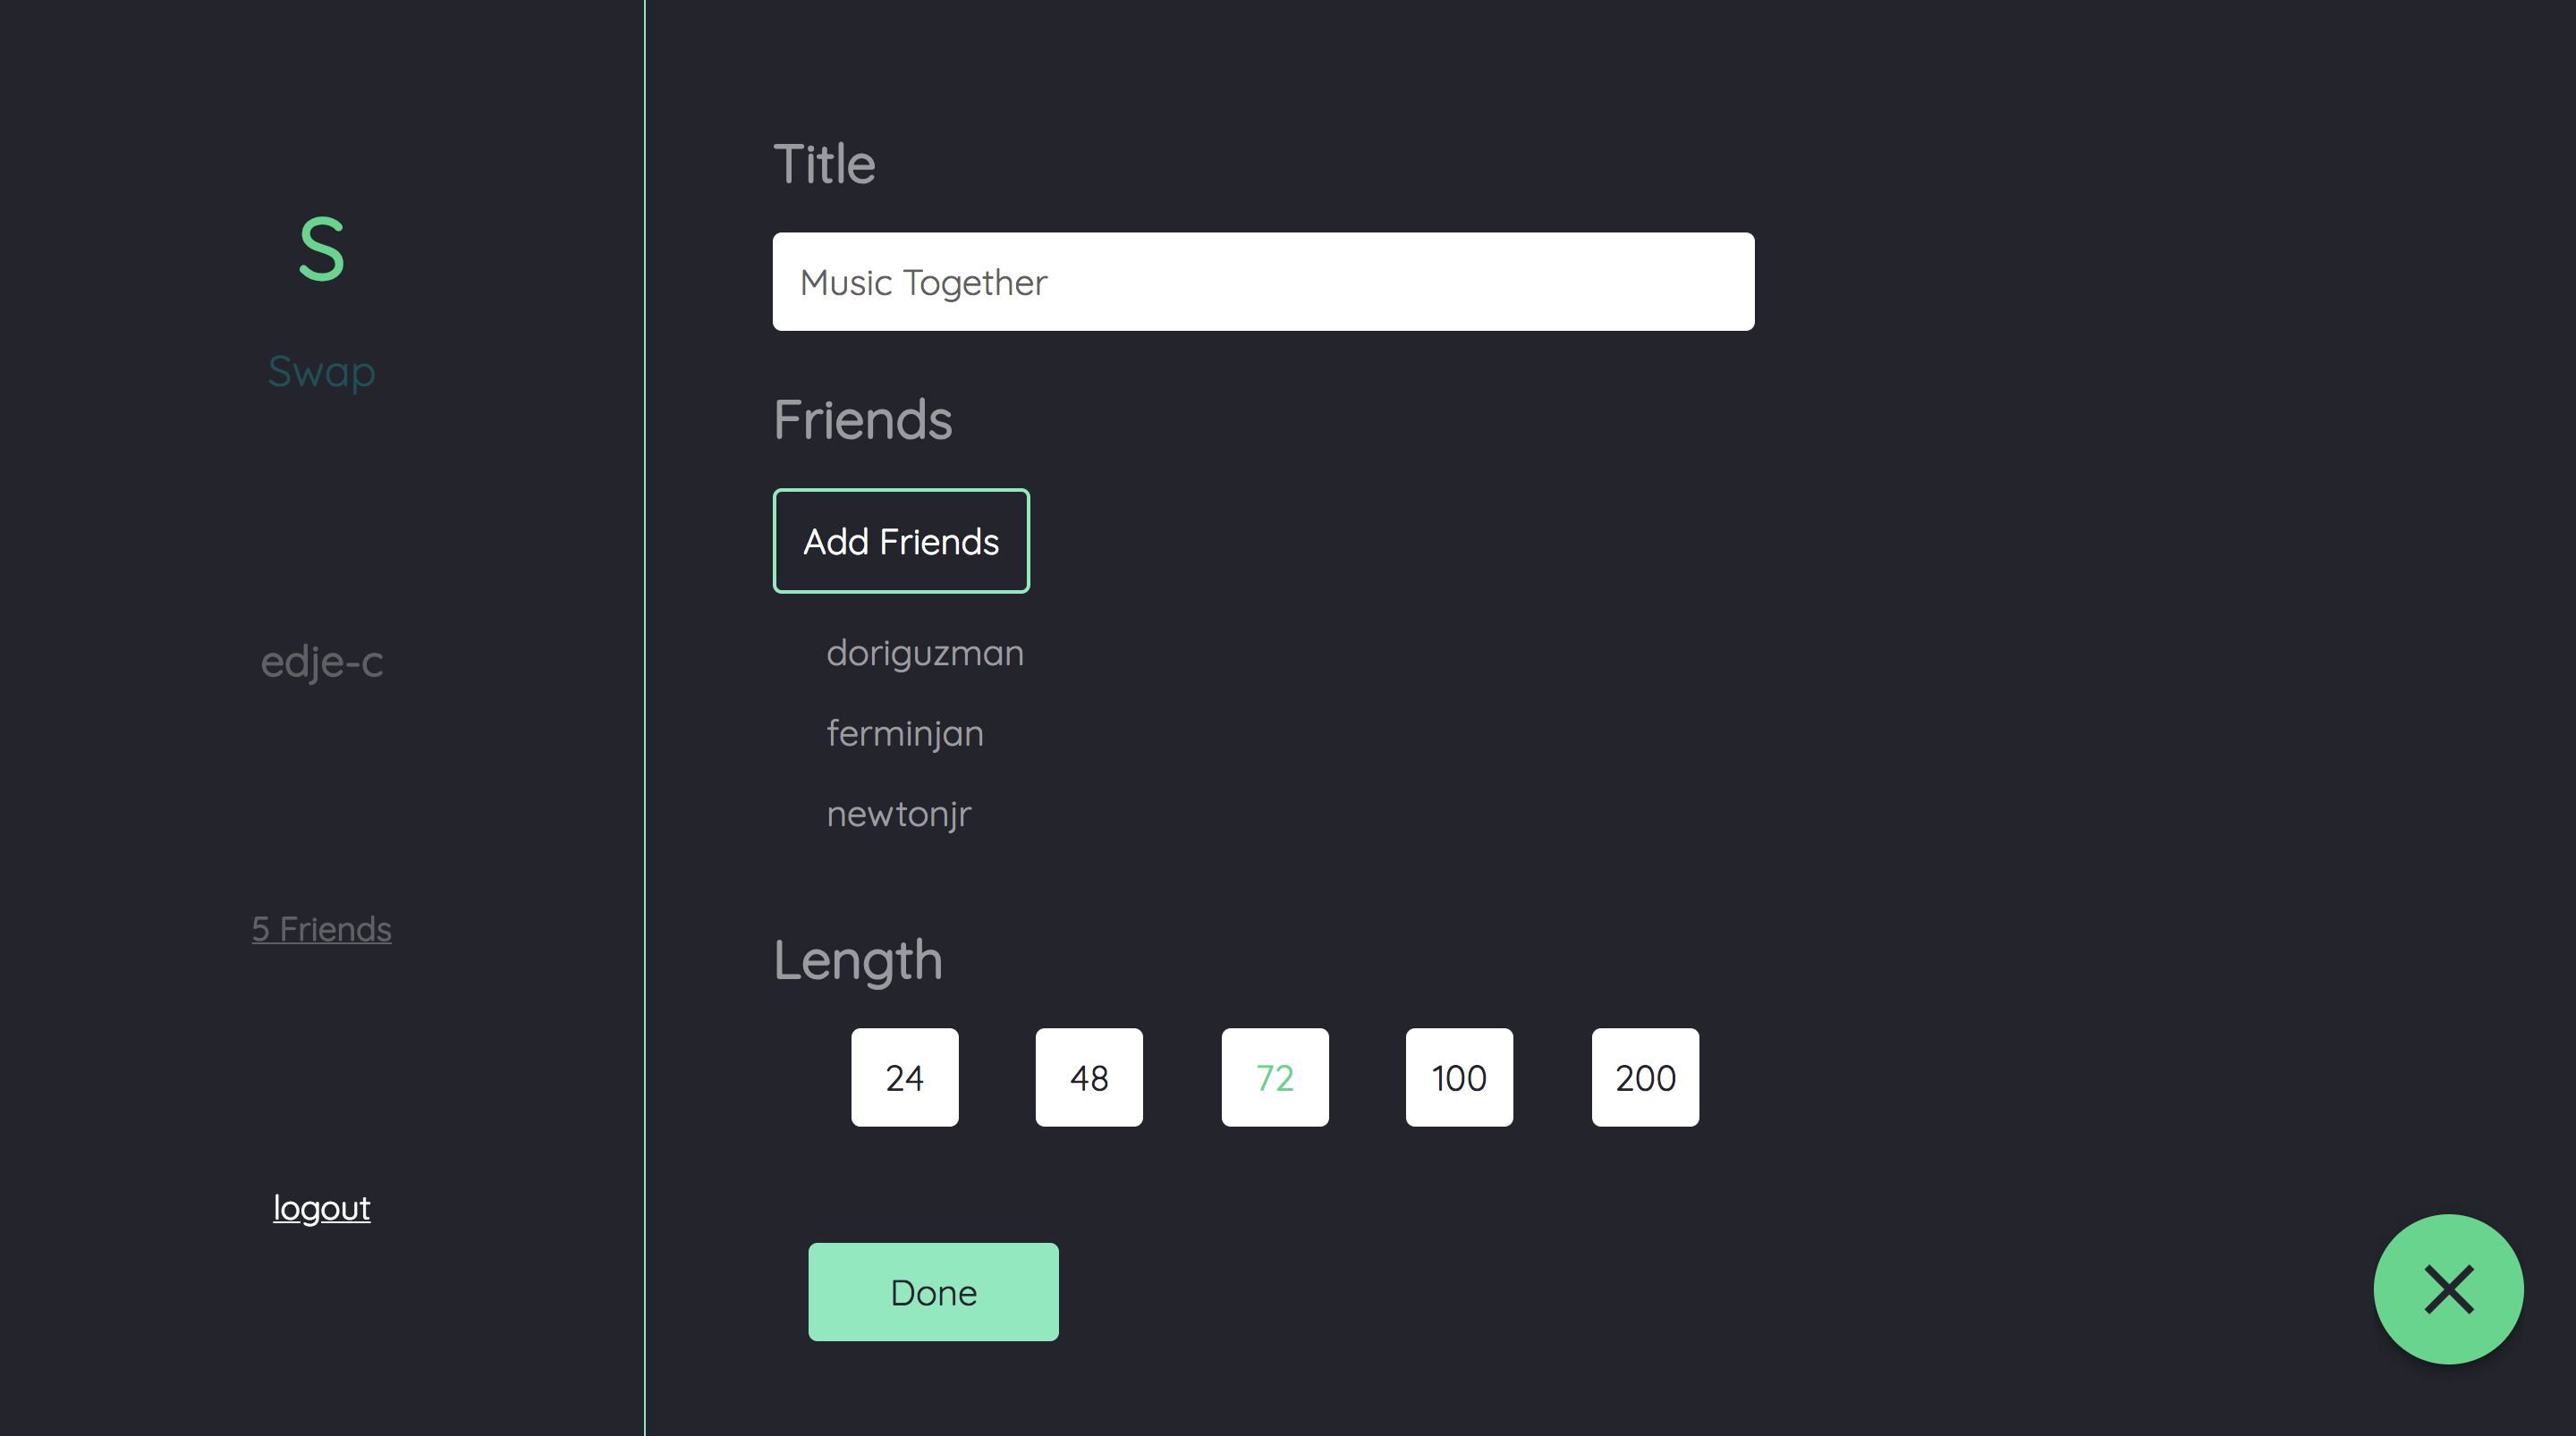 S
Swap
edje-c
5 Friends
logout
Title
Music Together
Friends
Add Friends
doriguzman
ferminjan
newtonjr
Length
24 48 72 100 200
Done